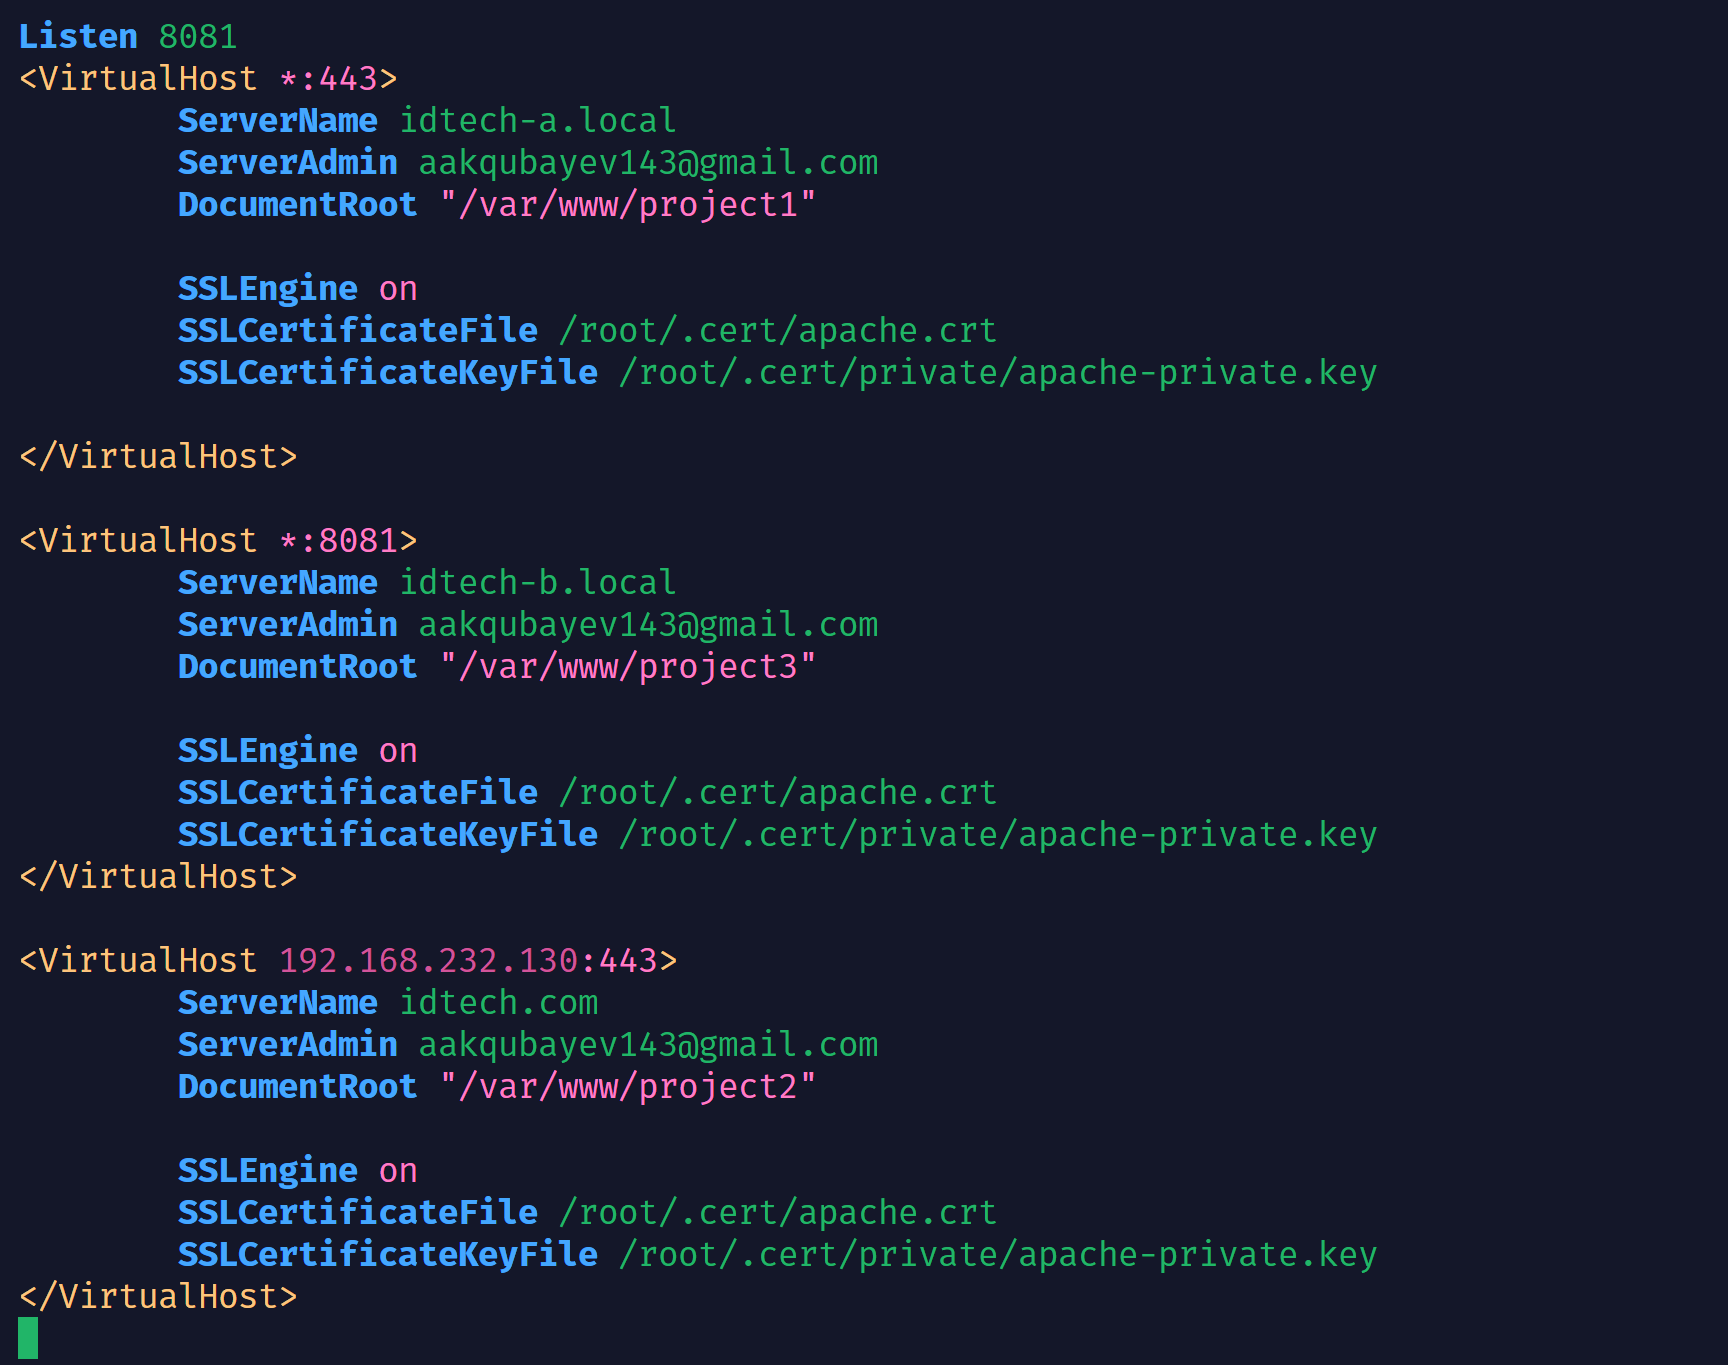 Listen 8081
<VirtualHost *:443>
        ServerName idtech-a.local
        ServerAdmin aakqubayev143@gmail.com
        DocumentRoot "/var/www/project1"

        SSLEngine on
        SSLCertificateFile /root/.cert/apache.crt
        SSLCertificateKeyFile /root/.cert/private/apache-private.key

</VirtualHost>

<VirtualHost *:8081>
        ServerName idtech-b.local
        ServerAdmin aakqubayev143@gmail.com
        DocumentRoot "/var/www/project3"

        SSLEngine on
        SSLCertificateFile /root/.cert/apache.crt
        SSLCertificateKeyFile /root/.cert/private/apache-private.key
</VirtualHost>

<VirtualHost 192.168.232.130:443>
        ServerName idtech.com
        ServerAdmin aakqubayev143@gmail.com
        DocumentRoot "/var/www/project2"

        SSLEngine on
        SSLCertificateFile /root/.cert/apache.crt
        SSLCertificateKeyFile /root/.cert/private/apache-private.key
</VirtualHost>